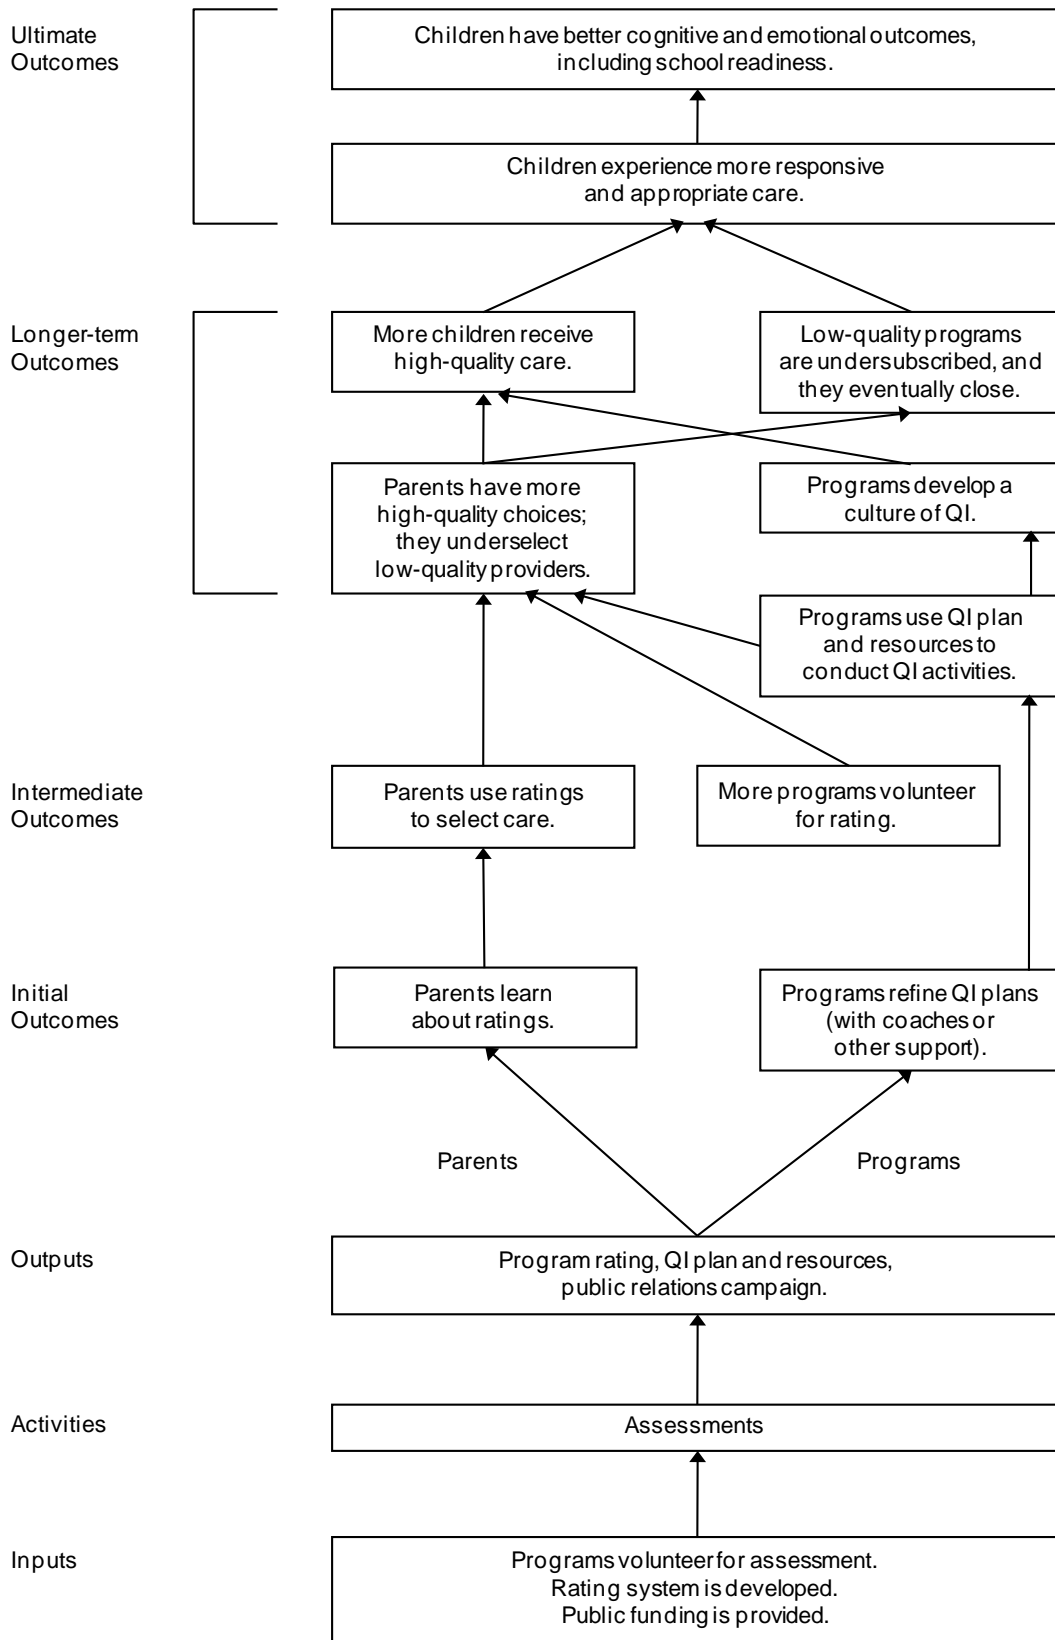 Ultimate
Outcomes
Children have better cognitive and emotional outcomes,
including school readiness.
Children experience more responsive
and appropriate care.
Longer-term
Outcomes
More children receive
high-quality care.
Low-quality programs
are undersubscribed, and
they eventually close.
Parents have more
high-quality choices;
they underselect
low-quality providers.
Programs develop a
culture of QI.
Programs use QI plan
and resources to
conduct QI activities.
Intermediate
Outcomes
Parents use ratings
to select care.
More programs volunteer
for rating.
Initial
Outcomes
Parents learn
about ratings.
Programs refine QI plans
(with coaches or
other support).
Parents
Programs
Outputs
Program rating, QI plan and resources,
public relations campaign.
Activities
Assessments
Inputs
Programs volunteer for assessment.
Rating system is developed.
Public funding is provided.